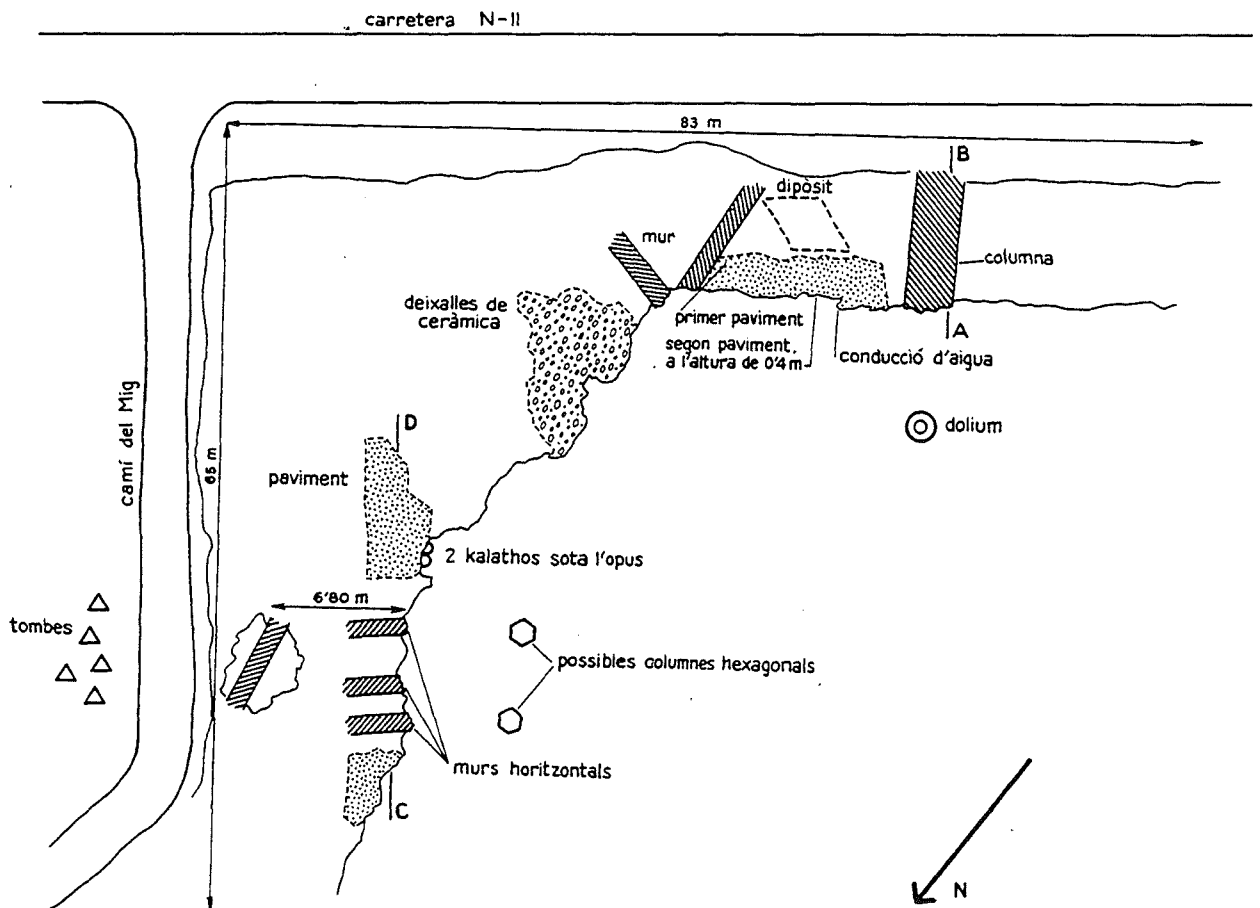 carretera N-II
83 m
B
dipòsit
mur
columna
deixalles de
ceràmica
primer paviment
segon paviment,
a l'altura de 0'4 m
conducció d'aigua
A
camí del Mig
65 m
D
dolium
paviment
2 kalathos sota l'opus
6'80 m
tombes
possibles columnes hexagonals
murs horitzontals
C
N